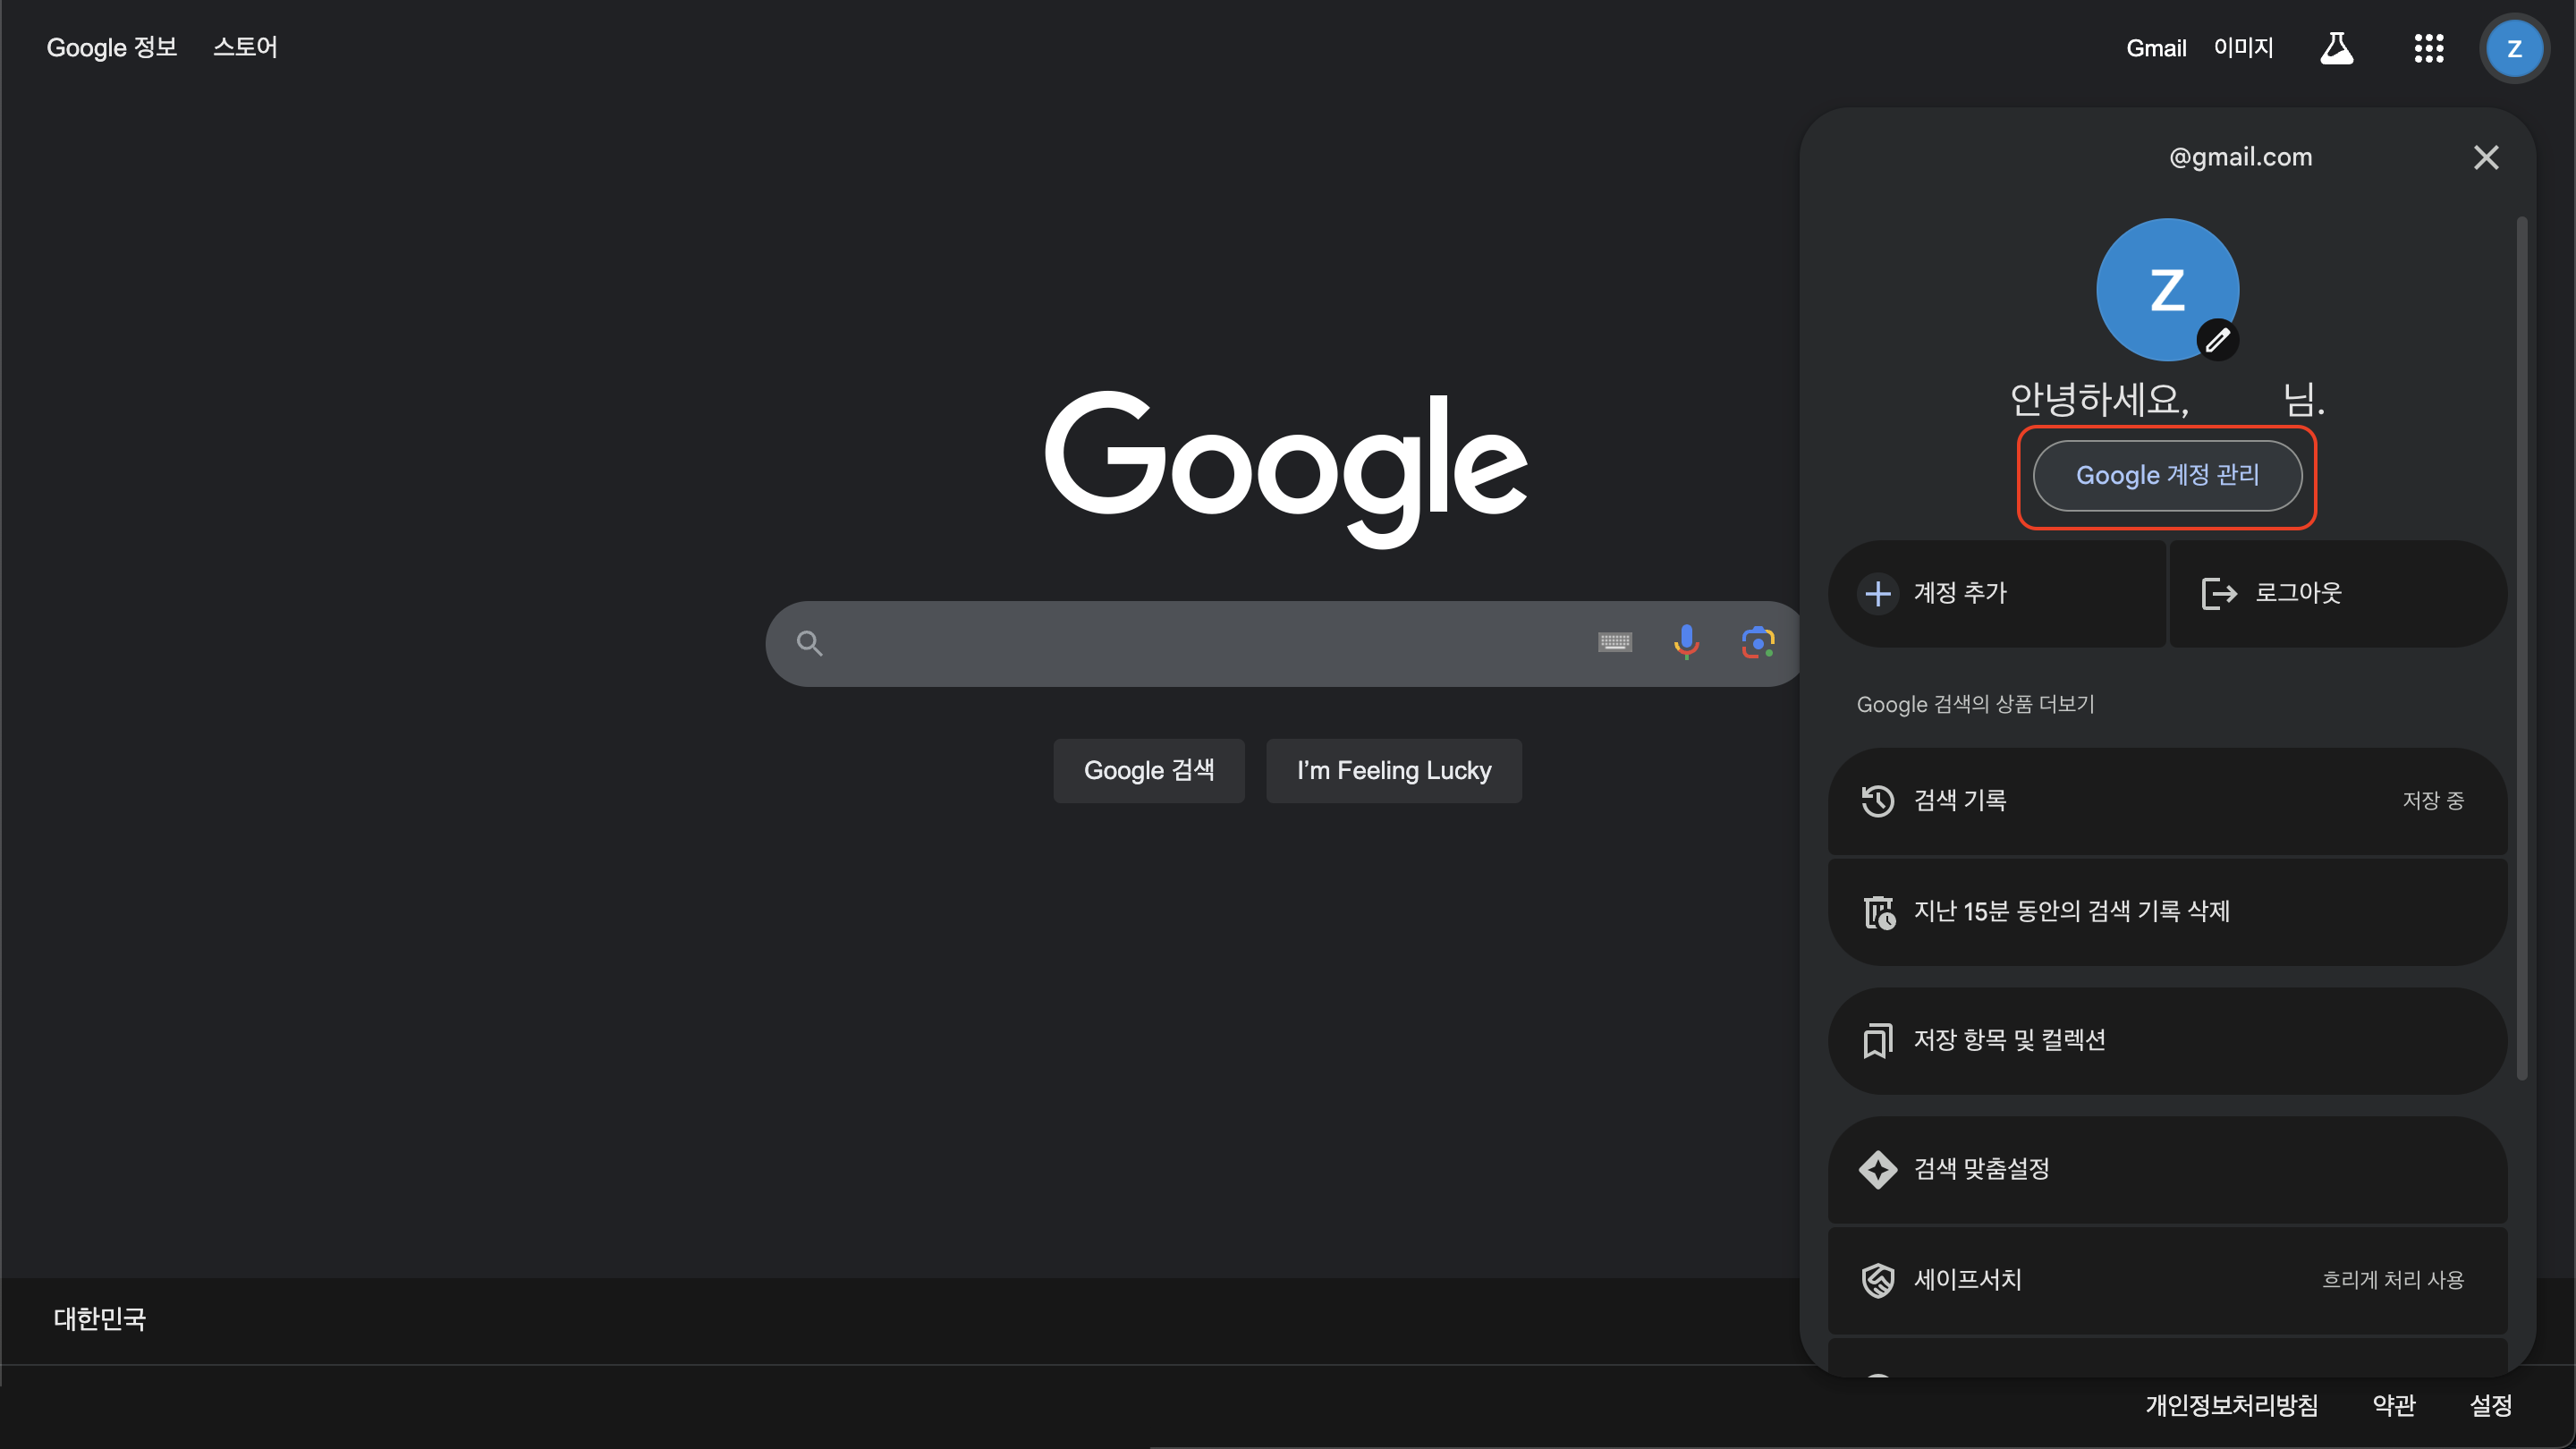 Google 정보 스토어
Gmail 이미지
Z
@gmail.com
Z
안녕하세요, 님.
Google 계정 관리
Google
계정 추가
로그아웃
Google 검색의 상품 더보기
Google 검색
I'm Feeling Lucky
검색 기록 저장 중
지난 15분 동안의 검색 기록 삭제
저장 항목 및 컬렉션
검색 맞춤설정
세이프서치 흐리게 처리 사용
대한민국
개인정보처리방침 약관 설정